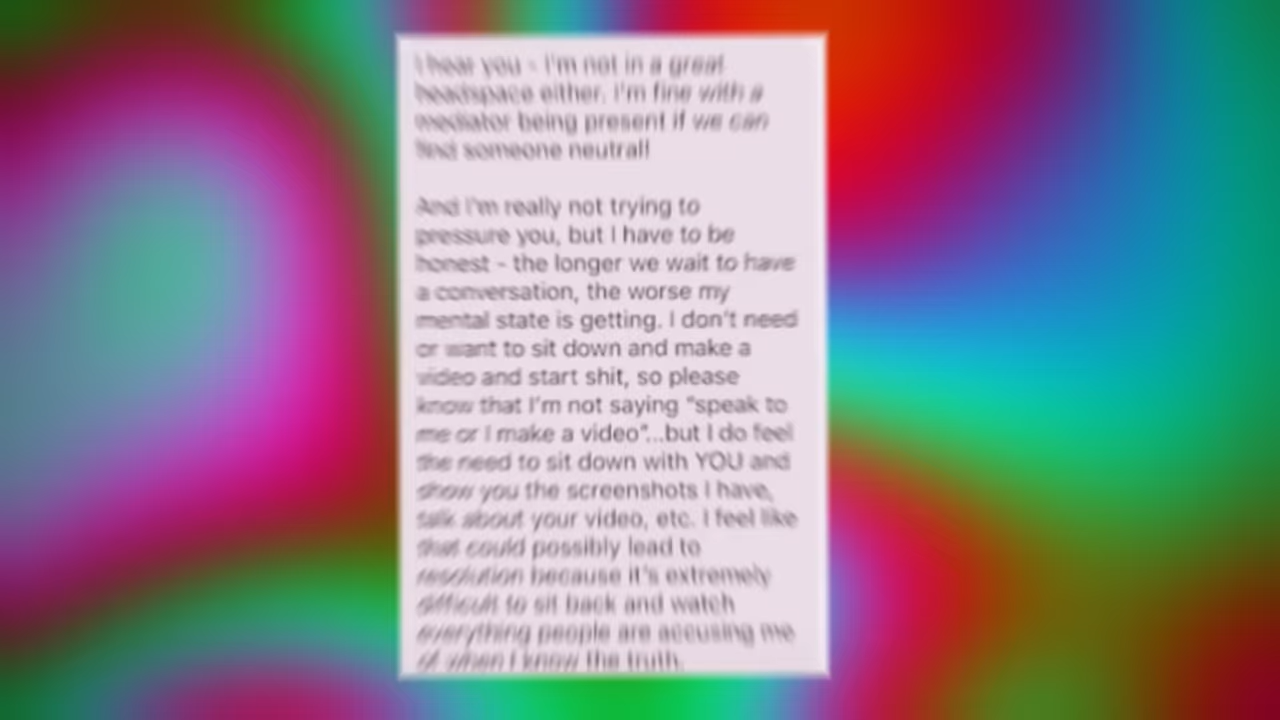 I hear you - I'm not in a great
headspace either. I'm fine with a
mediator being present if we can
find someone neutral!
And I'm really not trying to
pressure you, but I have to be
honest - the longer we wait to have
a conversation, the worse my
mental state is getting. I don't need
or want to sit down and make a
video and start shit, so please
know that I'm not saying "speak to
me or I make a video"...but I do feel
the need to sit down with YOU and
show you the screenshots I have,
talk about your video, etc. I feel like
that could possibly lead to
resolution because it's extremely
difficult to sit back and watch
everything people are accusing me
of when I know the truth.